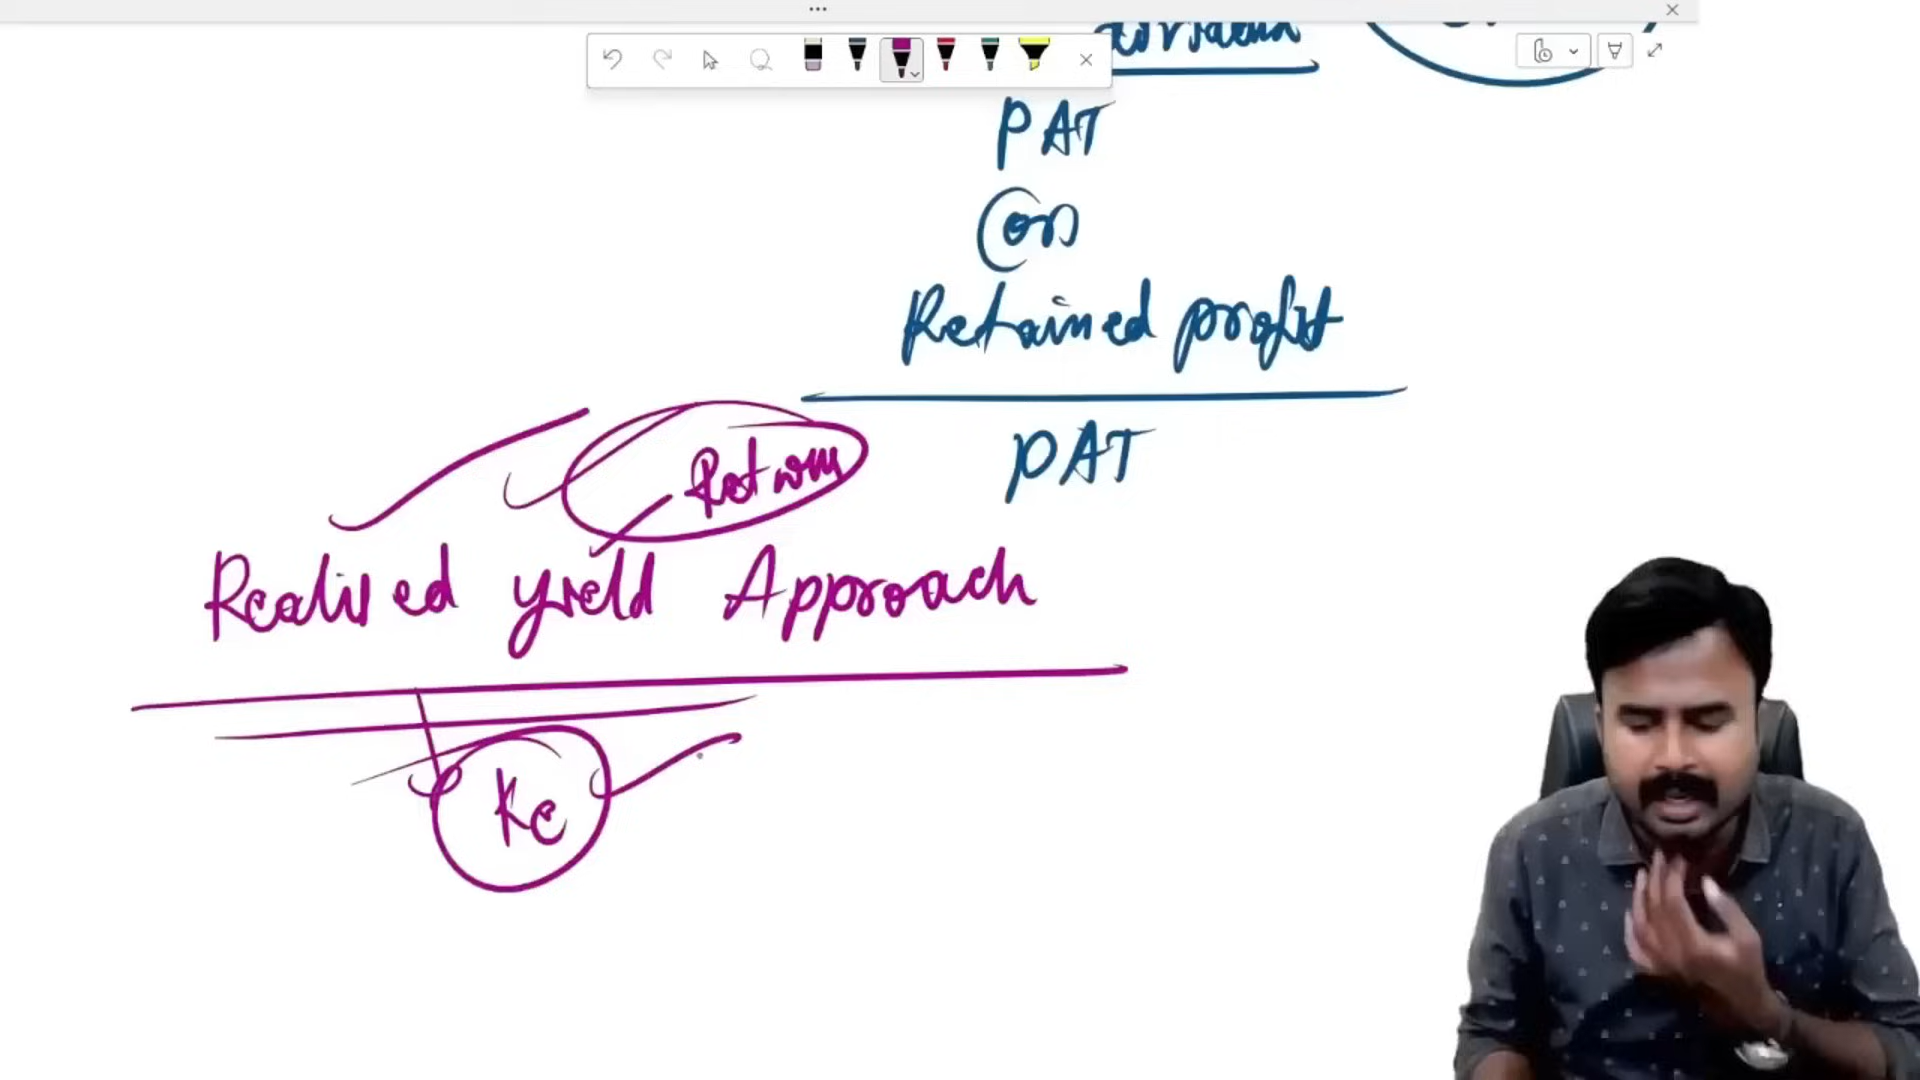 PAT
(or)
Retained profit
PAT
Return
Realised yield Approach
Ke